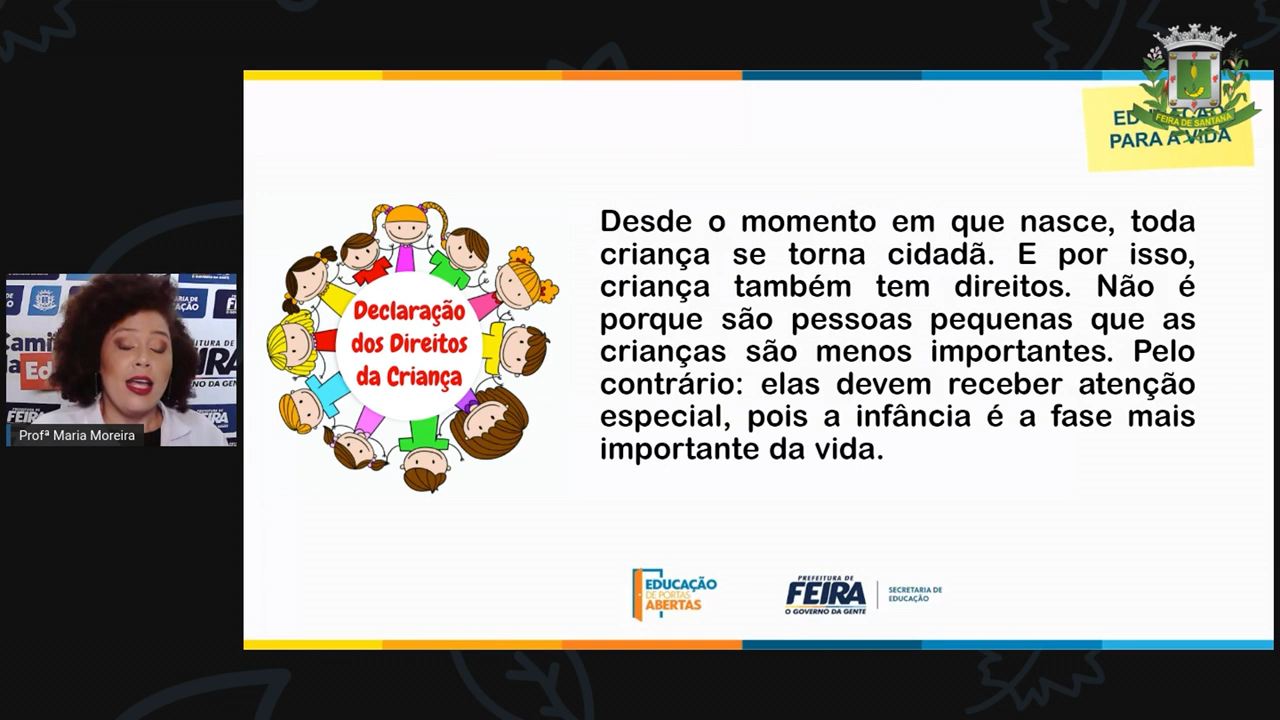 FEIRA DE SANTANA
PARA A VIDA
Desde o momento em que nasce, toda
criança se torna cidadã. E por isso,
criança também tem direitos. Não é
porque são pessoas pequenas que as
crianças são menos importantes. Pelo
contrário: elas devem receber atenção
especial, pois a infância é a fase mais
importante da vida.
Declaração
dos Direitos
da Criança
Profª Maria Moreira
EDUCAÇÃO
DE PORTAS
ABERTAS
PREFEITURA DE
FEIRA
O GOVERNO DA GENTE
SECRETARIA DE
EDUCAÇÃO